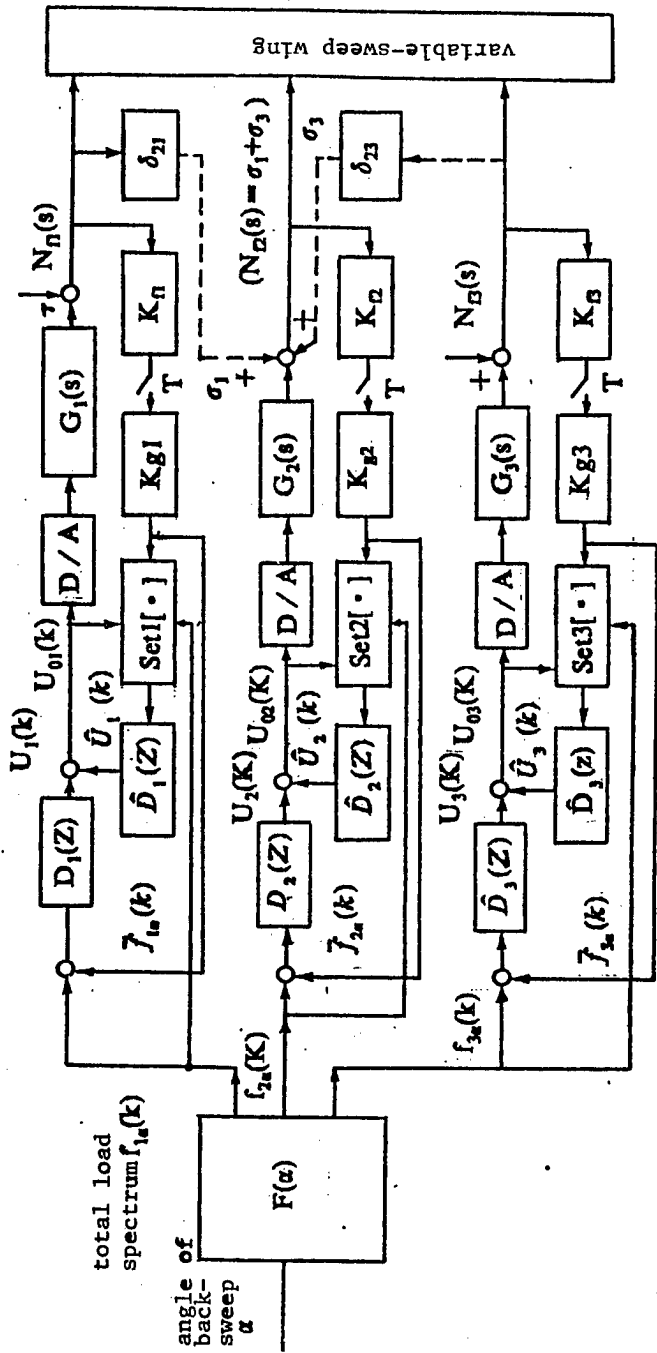 angle of
back-
sweep
α
total load
spectrum f₁ₐ(k)
F(α)
f₂ₐ(K)
f₃ₐ(k)
U₁(k)
U₀₁(k)
D₁(Z)
D/A
G₁(s)
N_f1(s)
Û₁(k)
D̂₁(Z)
Set1[•]
Kg1
T
K_f1
δ₂₁
f̄₁ₐ(k)
σ₁
+
U₂(K)
U₀₂(K)
D₂(Z)
D/A
G₂(s)
(N_f2(s)=σ₁+σ₃)
+
Û₂(k)
D̂₂(Z)
Set2[•]
K_g2
T
K_f2
δ₂₃
σ₃
f̄₂ₐ(k)
U₃(K)
U₀₃(K)
D̂₃(Z)
D/A
G₃(s)
+
N_f3(s)
Û₃(k)
D̂₃(z)
Set3[•]
Kg3
T
K_f3
f̄₃ₐ(k)
variable-sweep wing